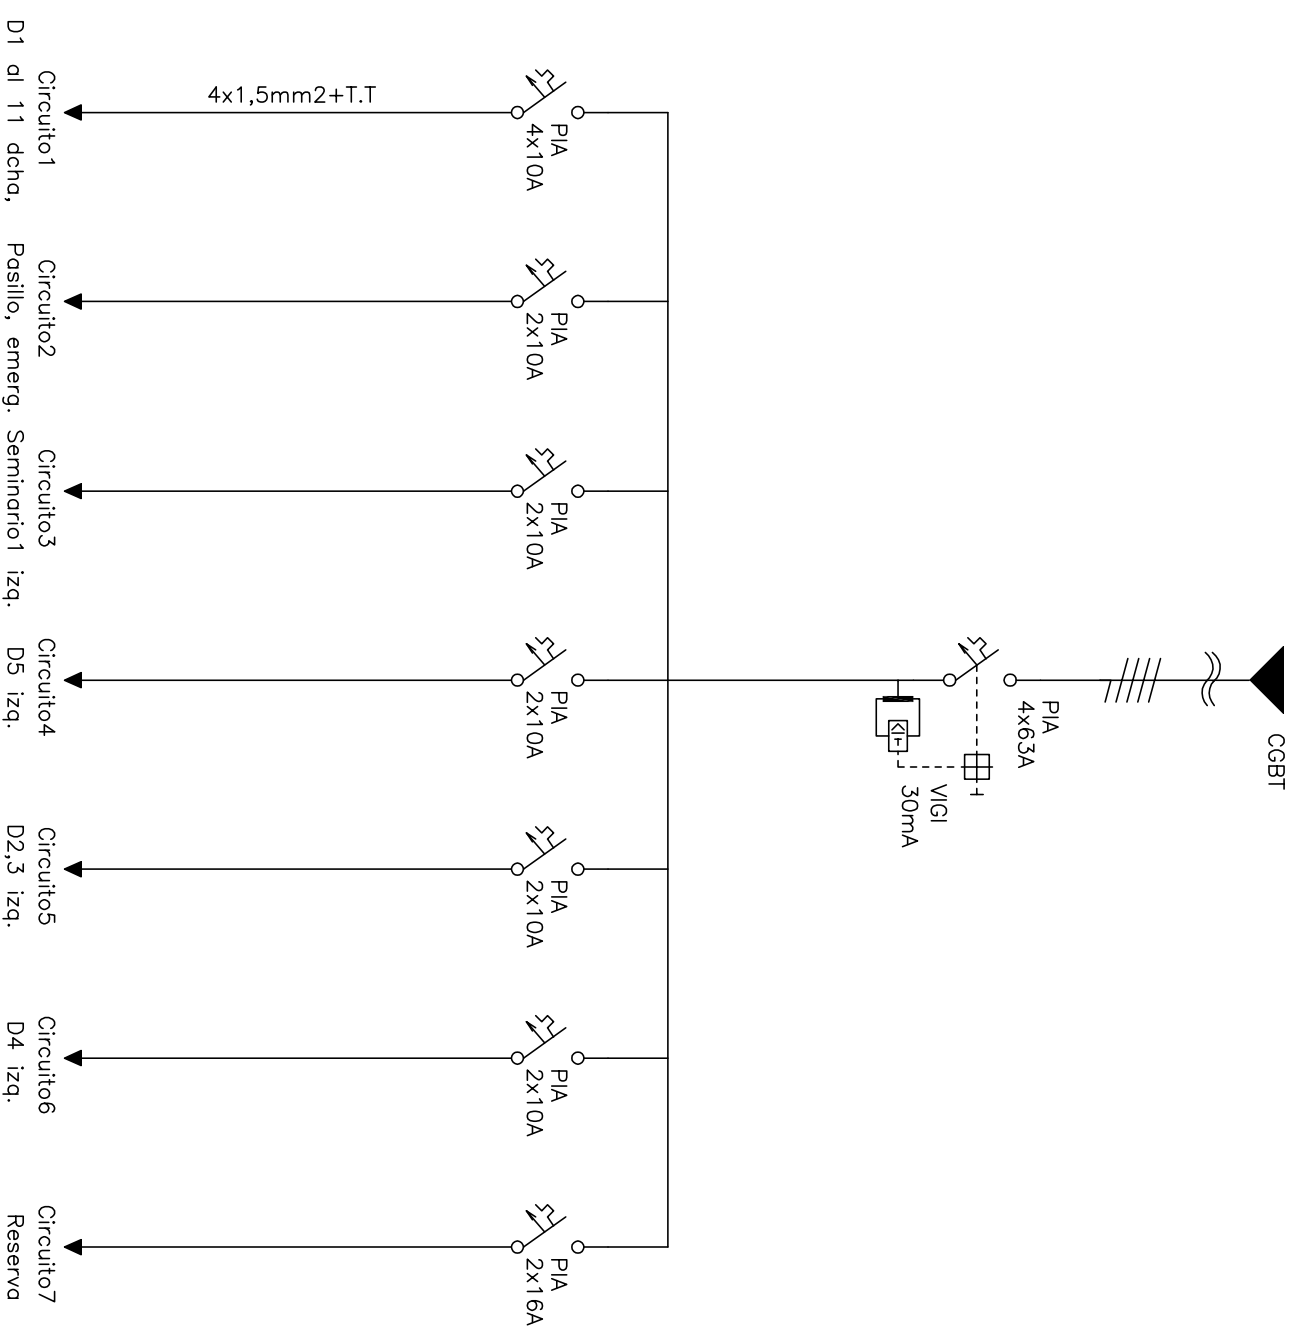 CGBT
PIA
4x63A
VIGI
30mA
PIA
4x10A
PIA
2x10A
PIA
2x10A
PIA
2x10A
PIA
2x10A
PIA
2x10A
PIA
2x16A
4x1,5mm2+T.T
Circuito1
D1 al 11 dcha,
Circuito2
Pasillo, emerg.
Circuito3
Seminario1 izq.
Circuito4
D5 izq.
Circuito5
D2,3 izq.
Circuito6
D4 izq.
Circuito7
Reserva